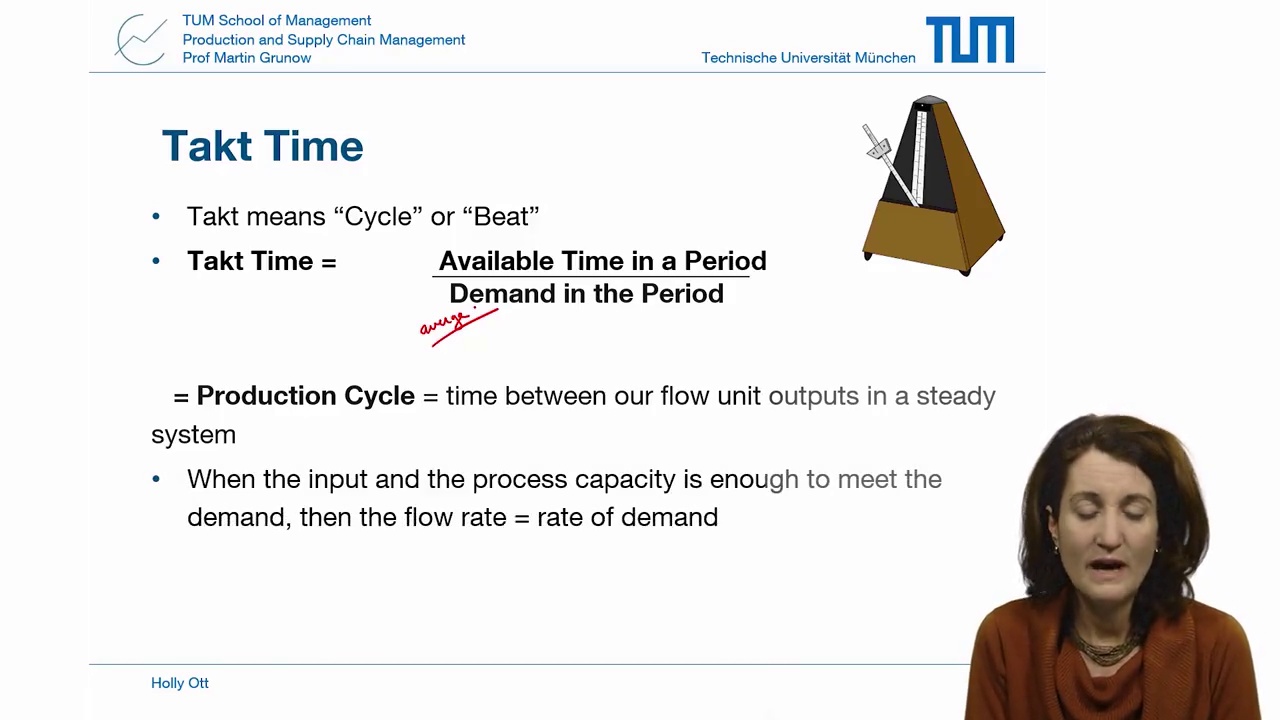 TUM School of Management
Production and Supply Chain Management
Prof Martin Grunow
Technische Universität München
TUM
Takt Time
• Takt means “Cycle” or “Beat”
• Takt Time = Available Time in a Period
Demand in the Period
average
= Production Cycle = time between our flow unit outputs in a steady
system
• When the input and the process capacity is enough to meet the
demand, then the flow rate = rate of demand
Holly Ott